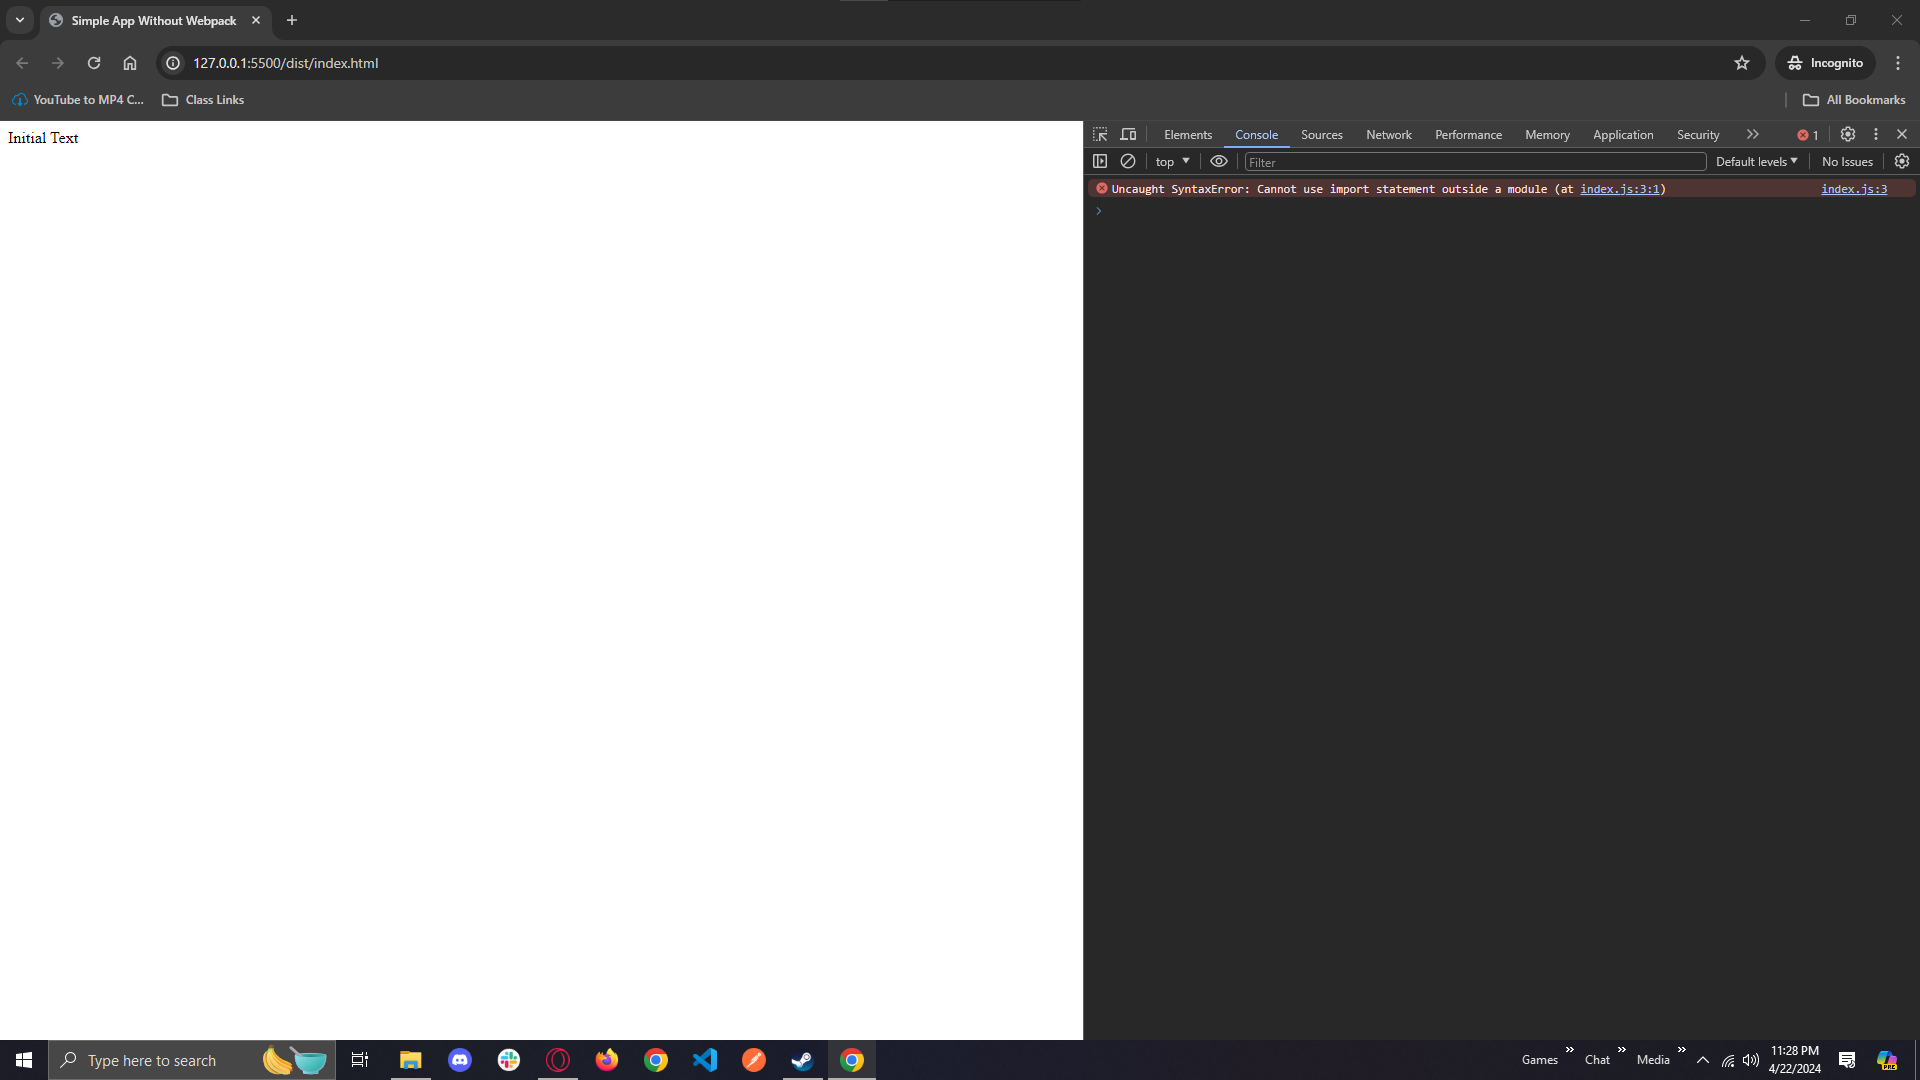 Simple App Without Webpack
127.0.0.1:5500/dist/index.html
Incognito
YouTube to MP4 C...
Class Links
All Bookmarks
Initial Text
Elements Console Sources Network Performance Memory Application Security 1
top Filter Default levels No Issues
Uncaught SyntaxError: Cannot use import statement outside a module (at index.js:3:1) index.js:3
Type here to search
Games Chat Media
11:28 PM
4/22/2024
PRE